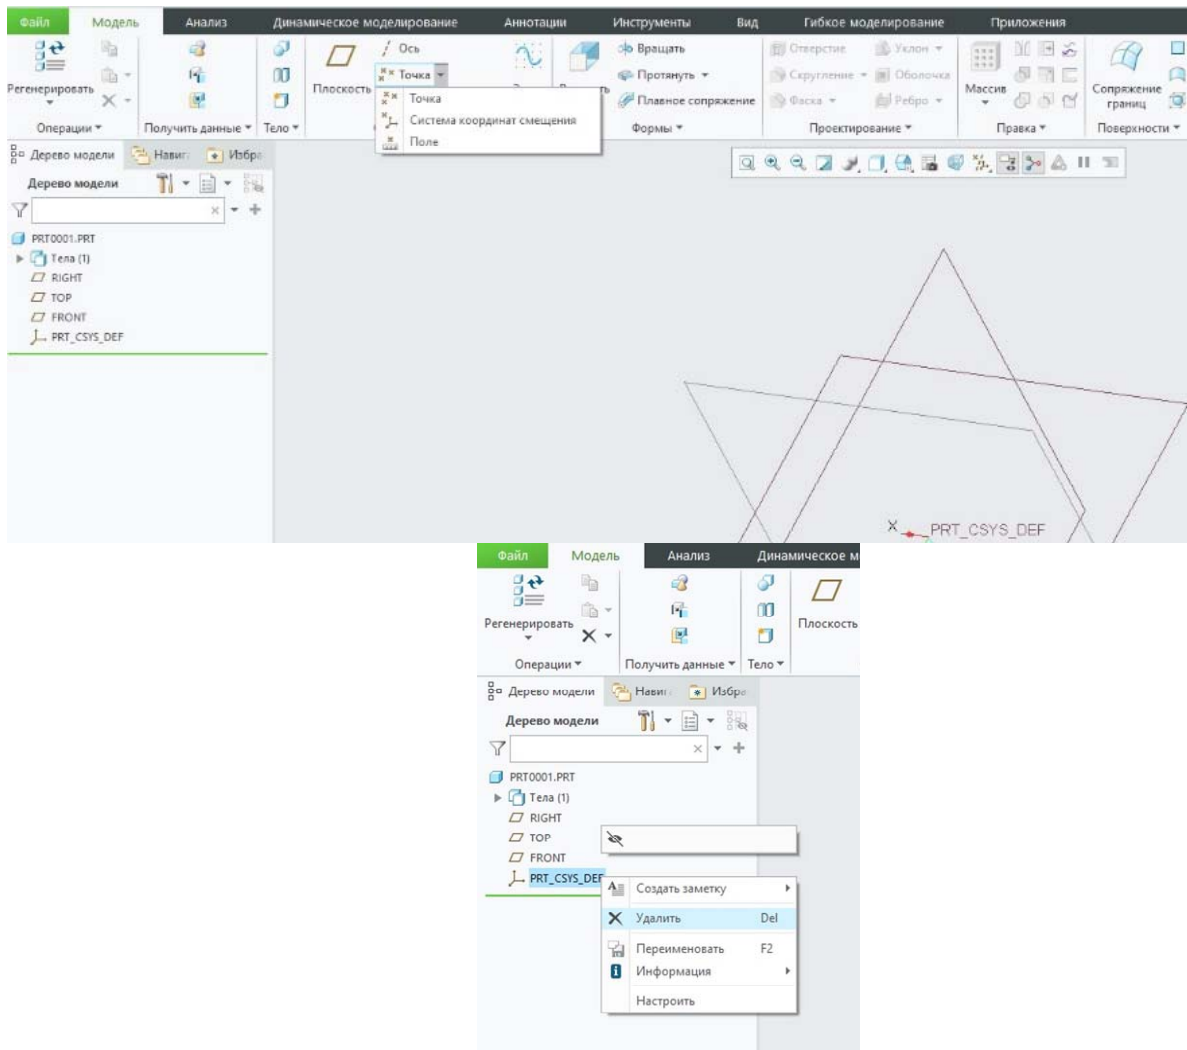 Файл Модель Анализ Динамическое моделирование Аннотации Инструменты Вид Гибкое моделирование Приложения
Регенерировать
Операции
Получить данные
Тело
Плоскость
Ось
Точка
Точка
Система координат смещения
Поле
Вращать
Протянуть
Плавное сопряжение
Формы
Отверстие Уклон
Скругление Оболочка
Фаска Ребро
Проектирование
Массив
Правка
Сопряжение
границ
Поверхности
Дерево модели Навиг Избра
Дерево модели
PRT0001.PRT
Тела (1)
RIGHT
TOP
FRONT
PRT_CSYS_DEF
X PRT_CSYS_DEF
Файл Модель Анализ Динамическое м
Регенерировать
Плоскость
Операции Получить данные Тело
Дерево модели Навиг Избра
Дерево модели
PRT0001.PRT
Тела (1)
RIGHT
TOP
FRONT
PRT_CSYS_DEF
Создать заметку
Удалить Del
Переименовать F2
Информация
Настроить